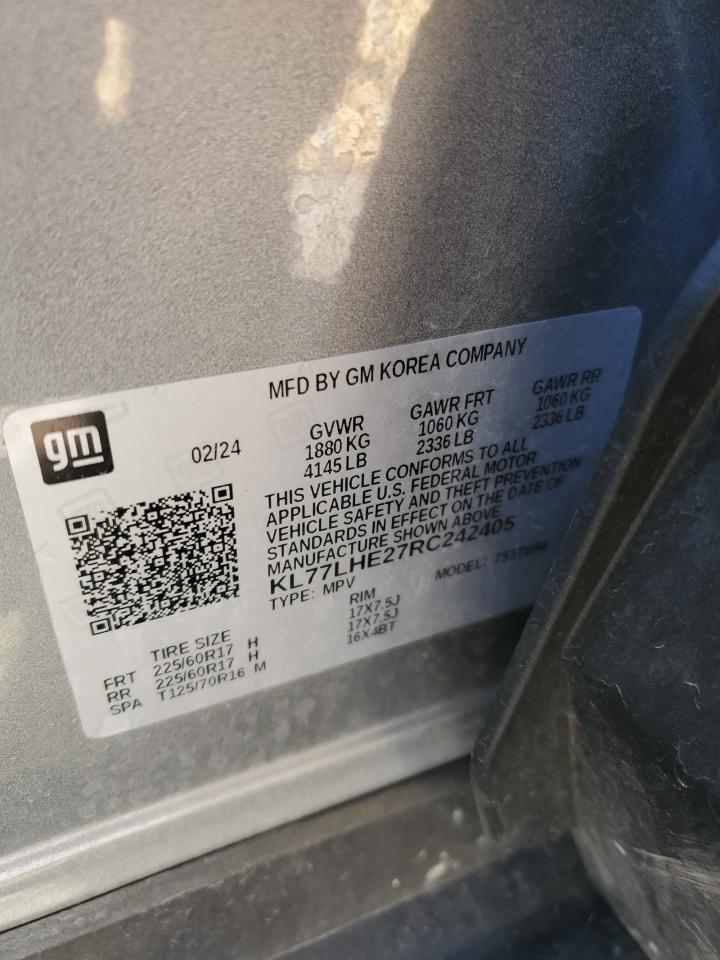 MFD BY GM KOREA COMPANY
gm
02/24
GVWR
1880 KG
4145 LB
GAWR FRT
1060 KG
2336 LB
GAWR RR
1060 KG
2336 LB
THIS VEHICLE CONFORMS TO ALL
APPLICABLE U.S. FEDERAL MOTOR
VEHICLE SAFETY AND THEFT PREVENTION
STANDARDS IN EFFECT ON THE DATE OF
MANUFACTURE SHOWN ABOVE
KL77LHE27RC242405
TYPE: MPV
MODEL:
TIRE SIZE
RIM
FRT 225/60R17 H 17X7.5J
RR 225/60R17 H 17X7.5J
SPA T125/70R16 M 16X4BT